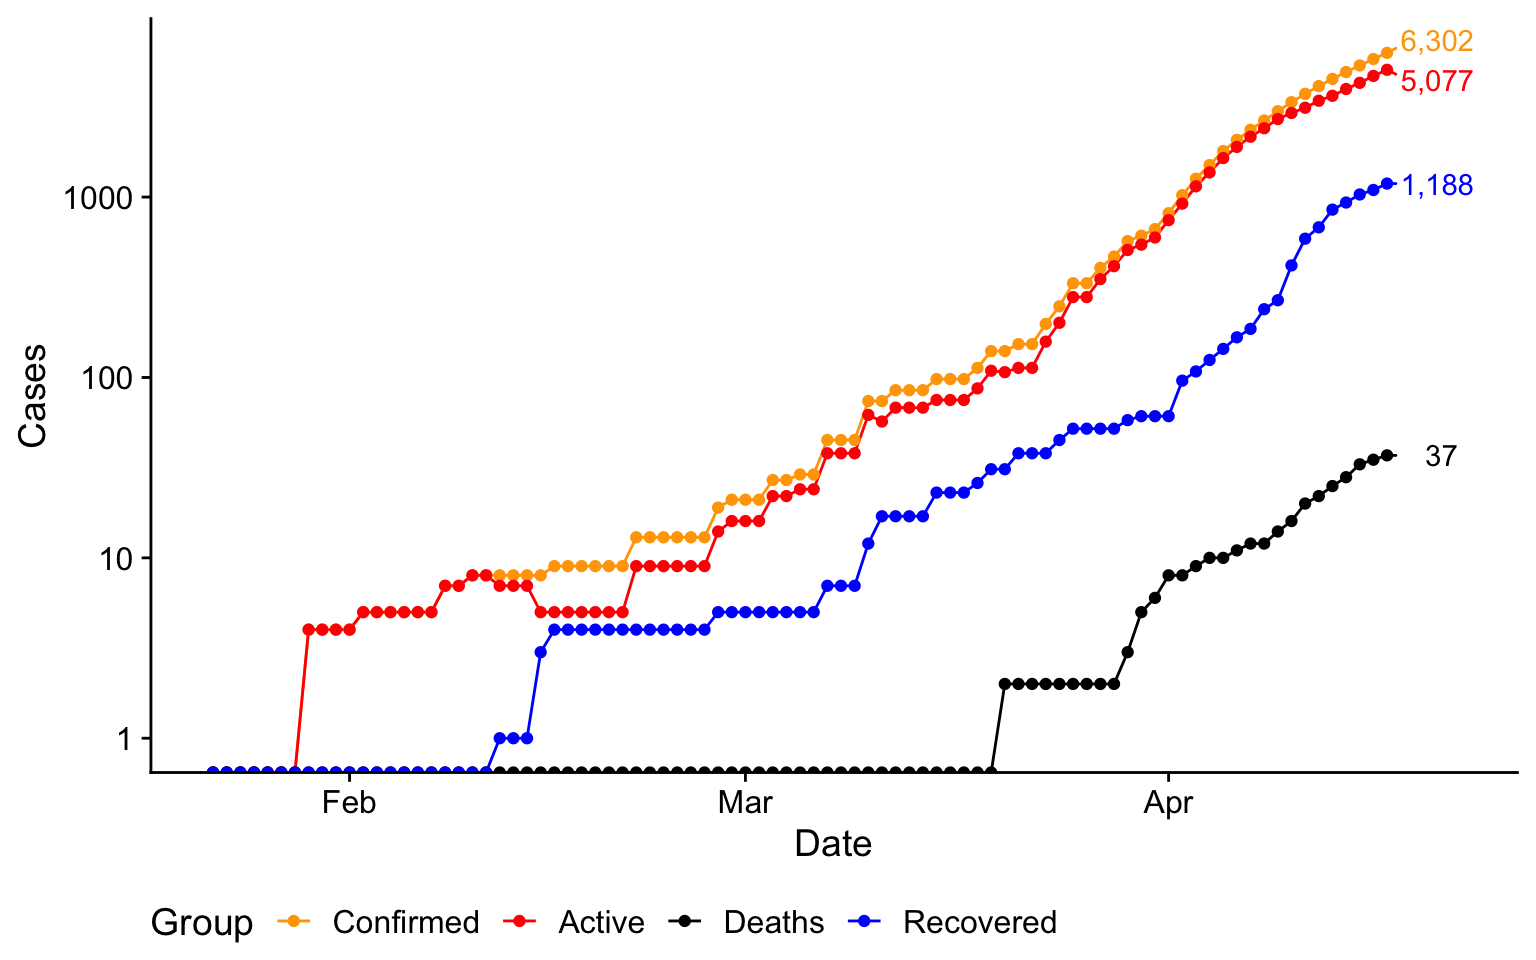 6,302
5,077
1000
1,188
100
Cases
37
10
1
Feb Mar Apr
Date
Group Confirmed Active Deaths Recovered